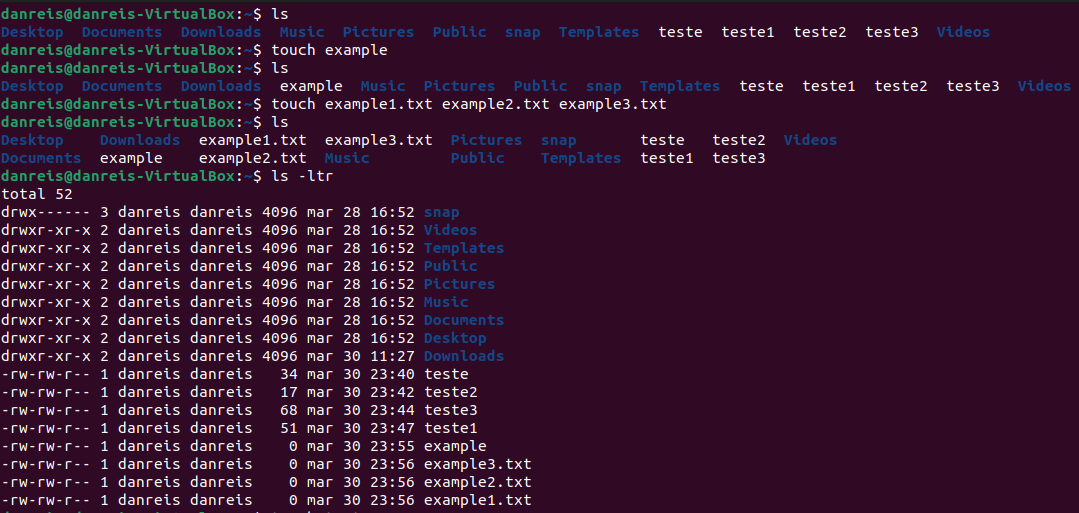 danreis@danreis-VirtualBox:~$ ls
Desktop  Documents  Downloads  Music  Pictures  Public  snap  Templates  teste  teste1  teste2  teste3  Videos
danreis@danreis-VirtualBox:~$ touch example
danreis@danreis-VirtualBox:~$ ls
Desktop  Documents  Downloads  example  Music  Pictures  Public  snap  Templates  teste  teste1  teste2  teste3  Videos
danreis@danreis-VirtualBox:~$ touch example1.txt example2.txt example3.txt
danreis@danreis-VirtualBox:~$ ls
Desktop    Downloads  example1.txt  example3.txt  Pictures  snap       teste   teste2  Videos
Documents  example    example2.txt  Music         Public    Templates  teste1  teste3
danreis@danreis-VirtualBox:~$ ls -ltr
total 52
drwx------ 3 danreis danreis 4096 mar 28 16:52 snap
drwxr-xr-x 2 danreis danreis 4096 mar 28 16:52 Videos
drwxr-xr-x 2 danreis danreis 4096 mar 28 16:52 Templates
drwxr-xr-x 2 danreis danreis 4096 mar 28 16:52 Public
drwxr-xr-x 2 danreis danreis 4096 mar 28 16:52 Pictures
drwxr-xr-x 2 danreis danreis 4096 mar 28 16:52 Music
drwxr-xr-x 2 danreis danreis 4096 mar 28 16:52 Documents
drwxr-xr-x 2 danreis danreis 4096 mar 28 16:52 Desktop
drwxr-xr-x 2 danreis danreis 4096 mar 30 11:27 Downloads
-rw-rw-r-- 1 danreis danreis   34 mar 30 23:40 teste
-rw-rw-r-- 1 danreis danreis   17 mar 30 23:42 teste2
-rw-rw-r-- 1 danreis danreis   68 mar 30 23:44 teste3
-rw-rw-r-- 1 danreis danreis   51 mar 30 23:47 teste1
-rw-rw-r-- 1 danreis danreis    0 mar 30 23:55 example
-rw-rw-r-- 1 danreis danreis    0 mar 30 23:56 example3.txt
-rw-rw-r-- 1 danreis danreis    0 mar 30 23:56 example2.txt
-rw-rw-r-- 1 danreis danreis    0 mar 30 23:56 example1.txt